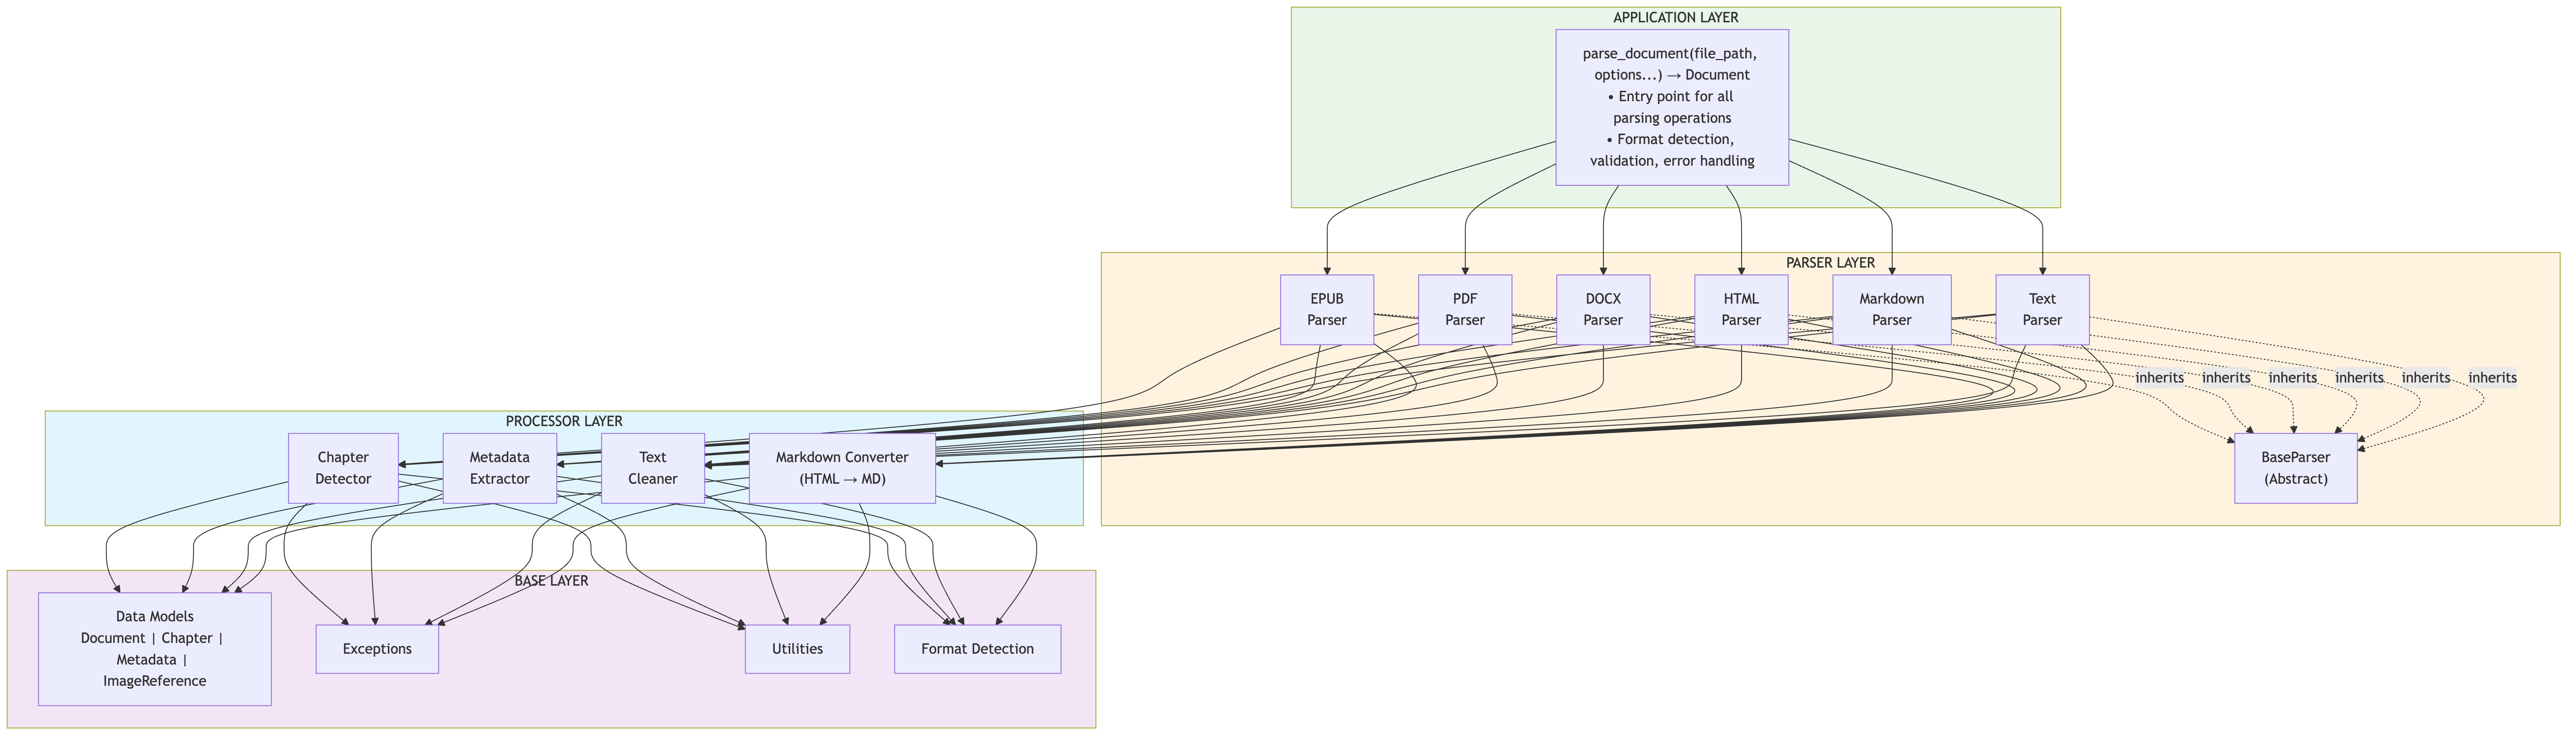 APPLICATION LAYER
parse_document(file_path,
options...) → Document
• Entry point for all
parsing operations
• Format detection,
validation, error handling
PARSER LAYER
EPUB
Parser
PDF
Parser
DOCX
Parser
HTML
Parser
Markdown
Parser
Text
Parser
inherits
inherits
inherits
inherits
inherits
inherits
BaseParser
(Abstract)
PROCESSOR LAYER
Chapter
Detector
Metadata
Extractor
Text
Cleaner
Markdown Converter
(HTML → MD)
BASE LAYER
Data Models
Document | Chapter |
Metadata |
ImageReference
Exceptions
Utilities
Format Detection